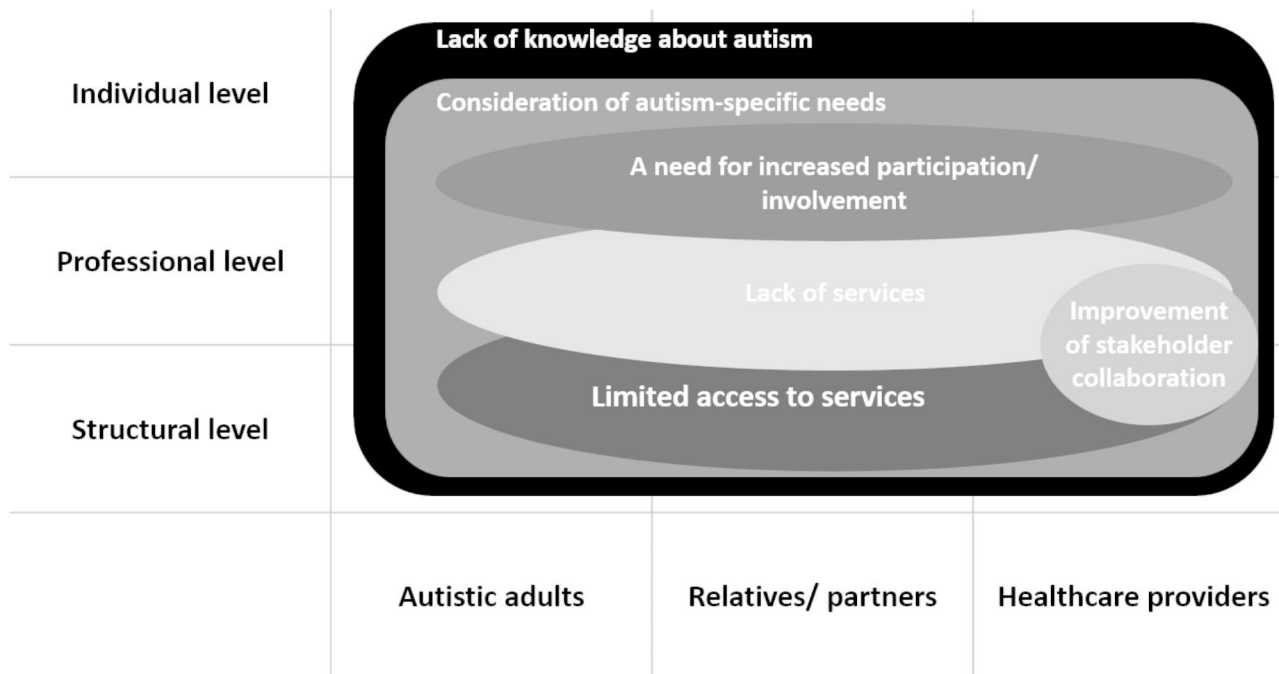 Lack of knowledge about autism
Individual level
Consideration of autism-specific needs
A need for increased participation/
involvement
Professional level
Lack of services
Improvement
of stakeholder
collaboration
Limited access to services
Structural level
Autistic adults
Relatives/ partners
Healthcare providers